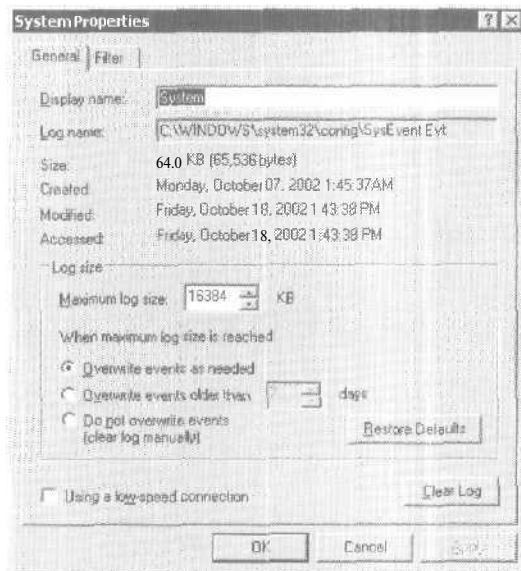 System Properties ? X
General Filter
Display name: System
Log name: C:\WINDOWS\system32\config\SysEvent Evt
Size: 64.0 KB (65,536 bytes)
Created: Monday, October 07, 2002 1:45:37AM
Modified: Friday, October 18, 2002 1 43:38 PM
Accessed: Friday, October 18, 2002 1:43:38 PM
Log size
Maximum log size: 16384 KB
When maximum log size is reached
Overwrite events as needed
Overwrite events older than 7 days
Do not overwrite events
(clear log manually)
Restore Defaults
Using a low-speed connection
Clear Log
OK Cancel Apply